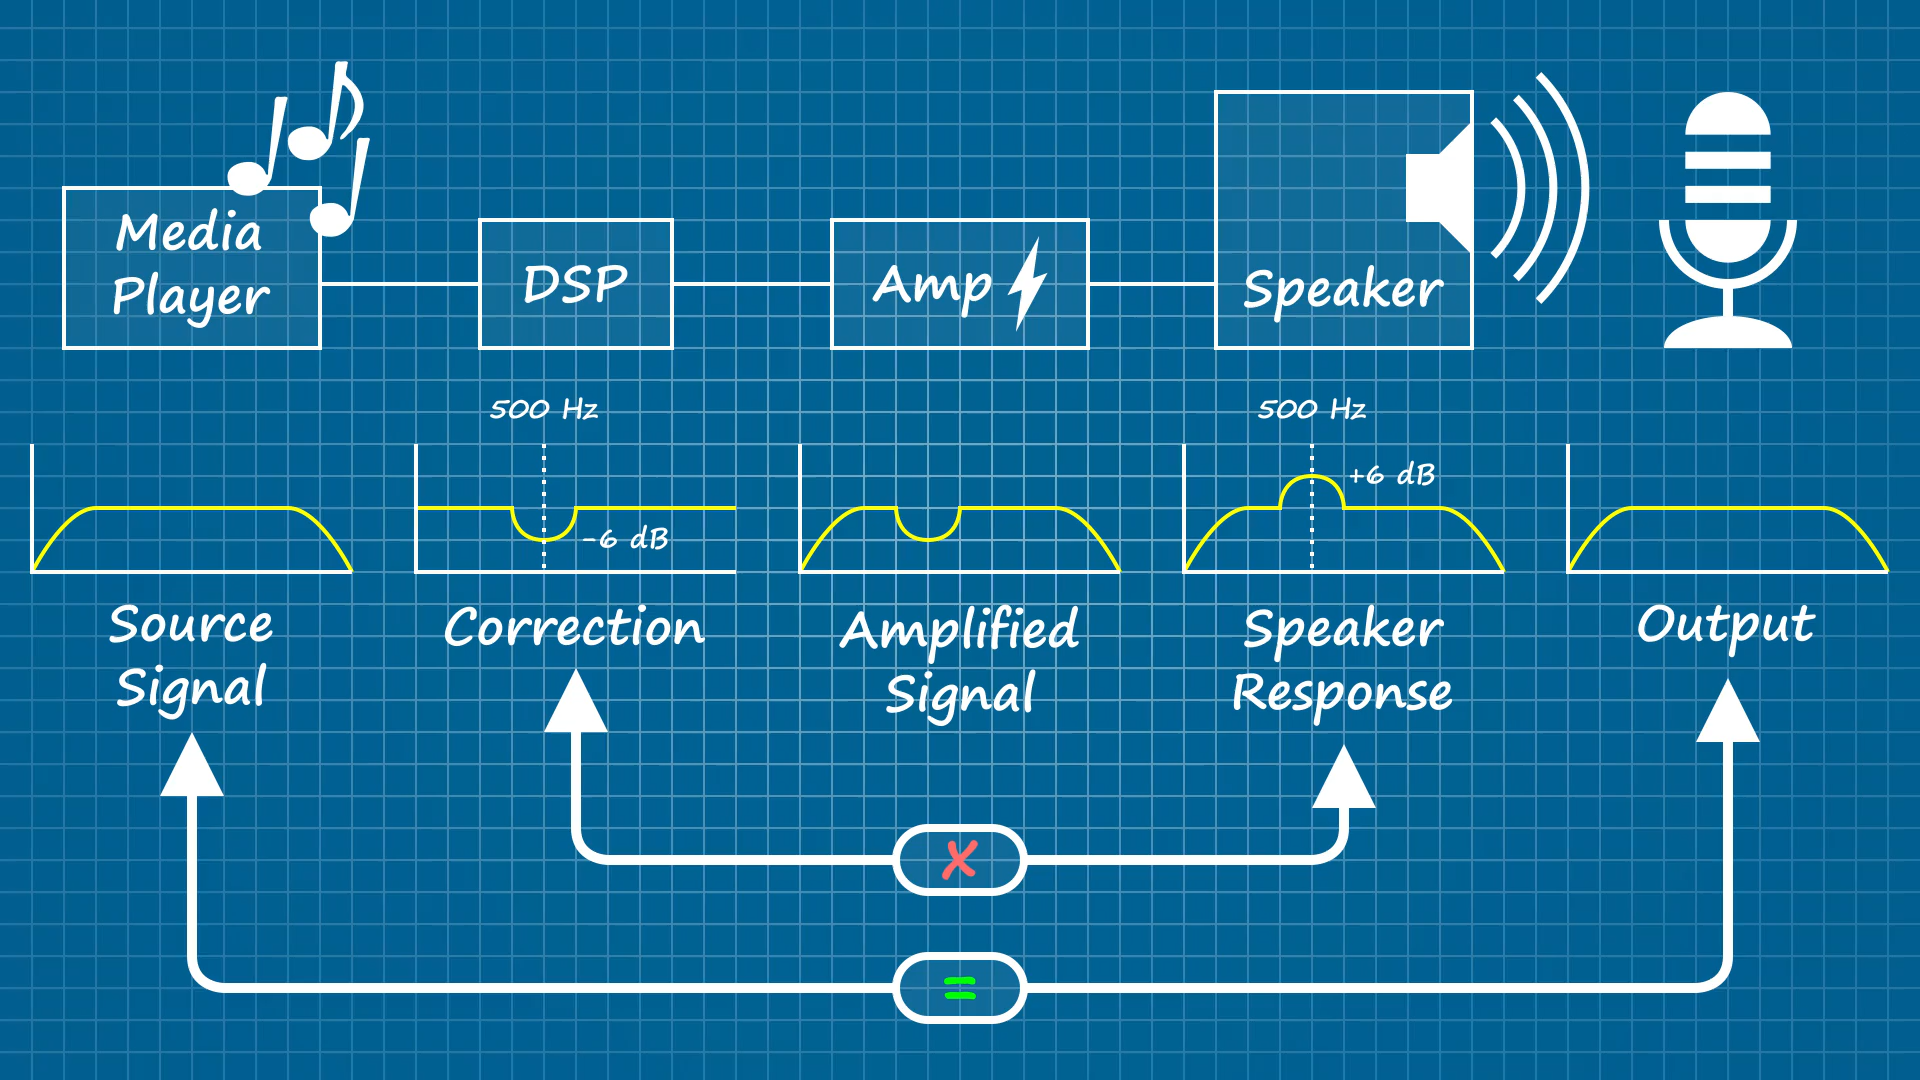 Media
Player
DSP
Amp
Speaker
500 Hz
500 Hz
-6 dB
+6 dB
Source
Signal
Correction
Amplified
Signal
Speaker
Response
Output
x
=